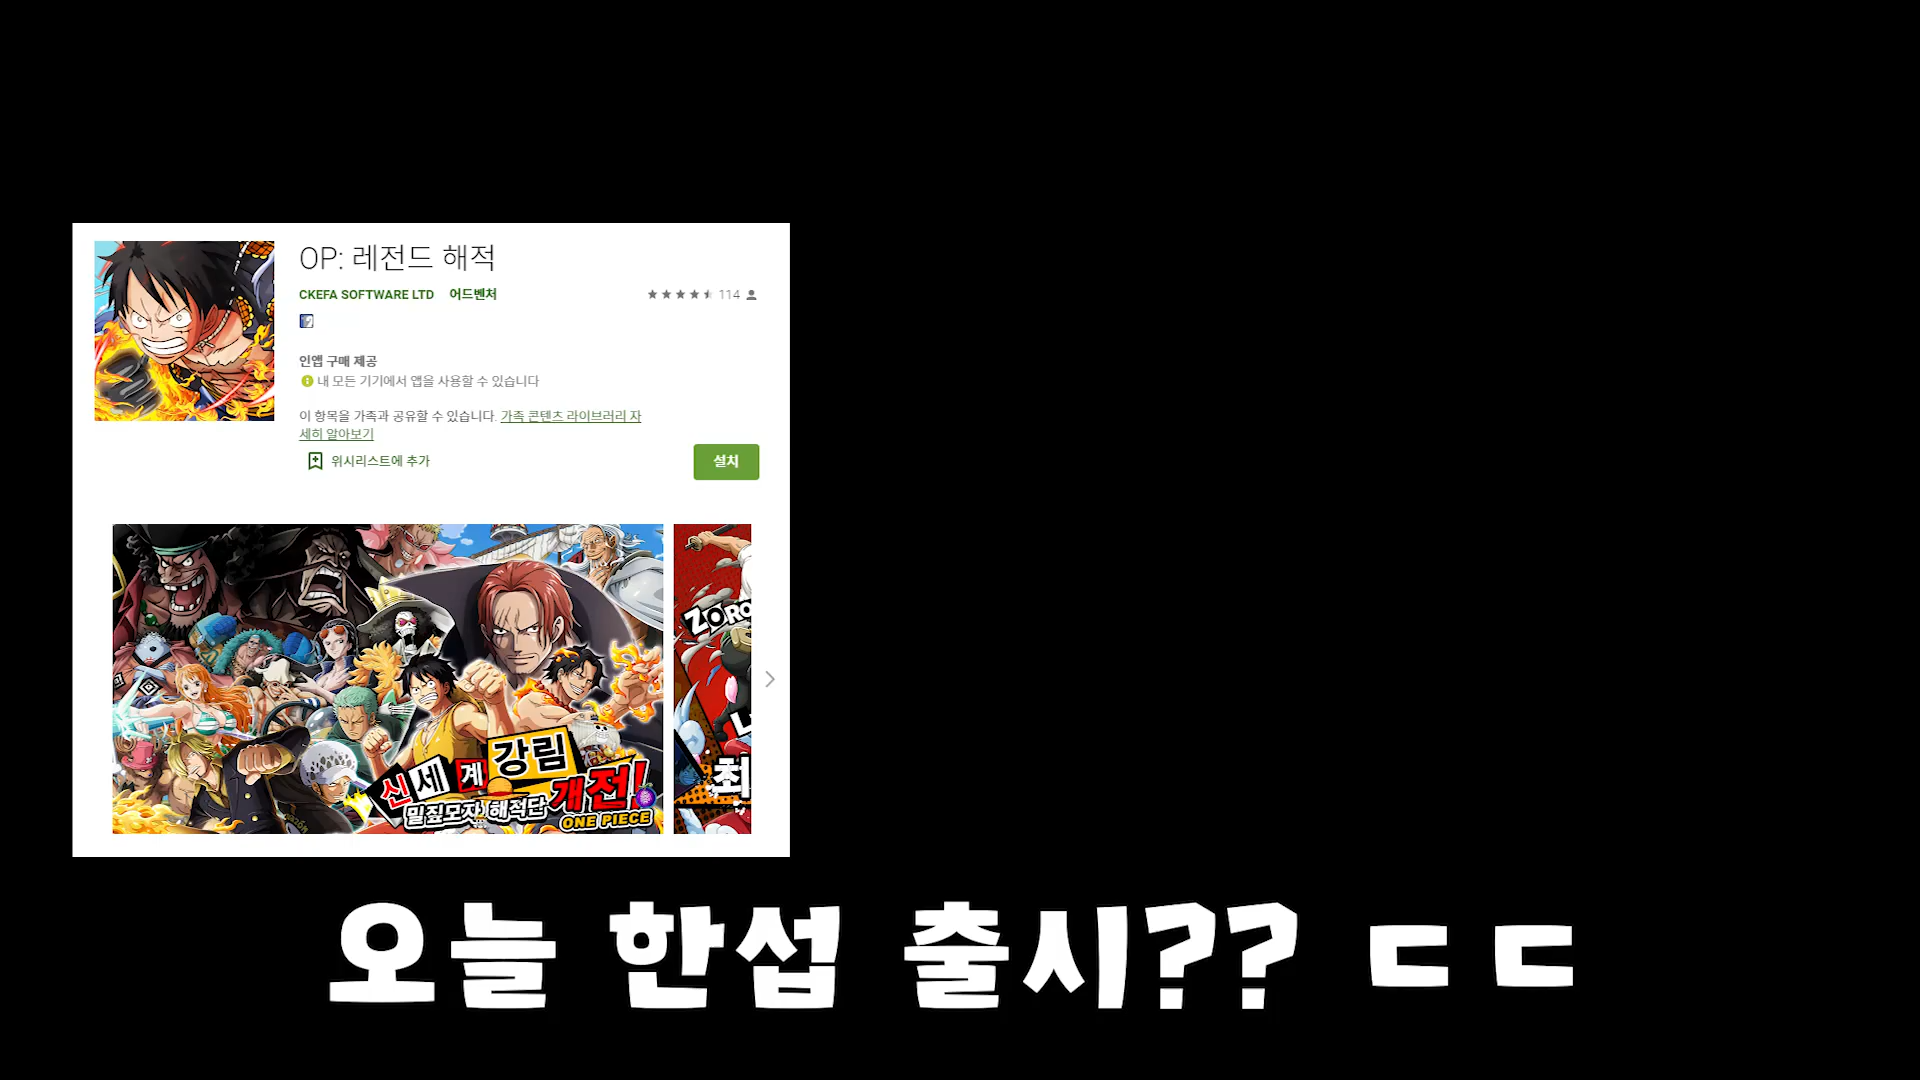 OP: 레전드 해적
CKEFA SOFTWARE LTD 어드벤처
114
인앱 구매 제공
내 모든 기기에서 앱을 사용할 수 있습니다
이 항목을 가족과 공유할 수 있습니다. 가족 콘텐츠 라이브러리 자
세히 알아보기
위시리스트에 추가
설치
신세계 강림
밀짚모자 해적단 개전!
ONE PIECE
ZORO
최
오늘 한섭 출시?? ㄷㄷ